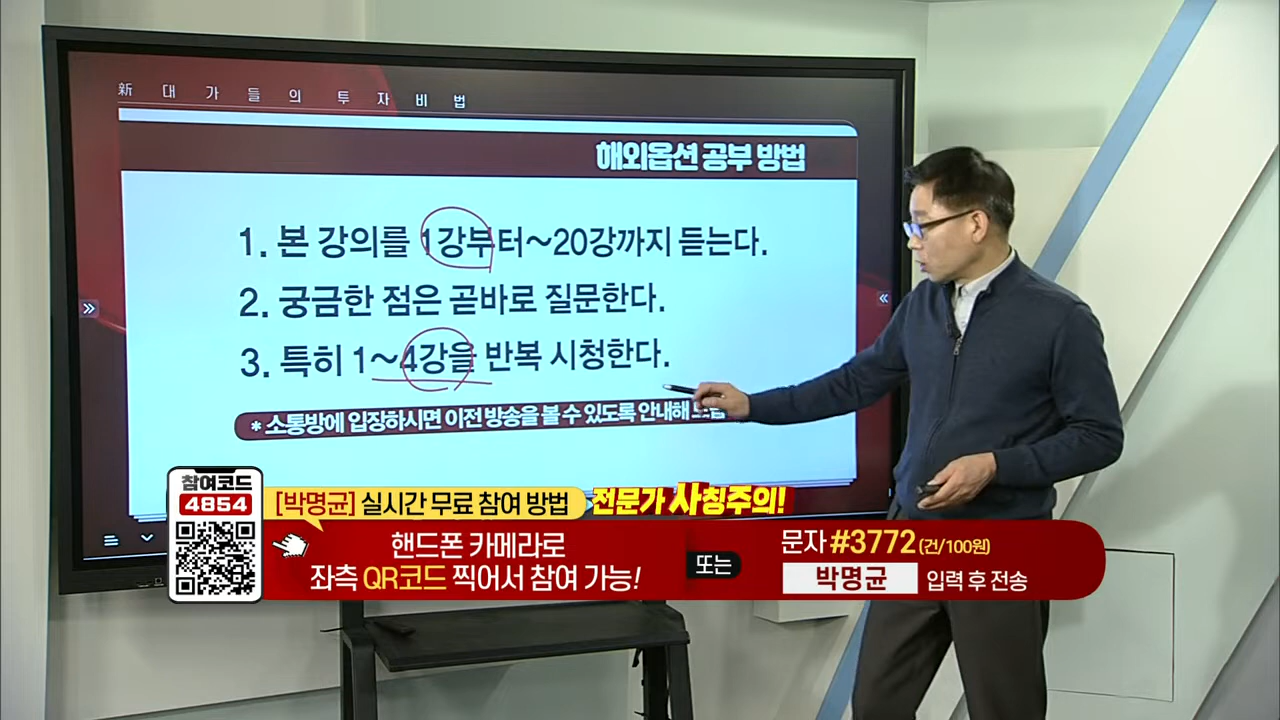 新 대 가 들 의 투 자 비 법
해외옵션 공부 방법
1. 본 강의를 1강부터~20강까지 듣는다.
2. 궁금한 점은 곧바로 질문한다.
3. 특히 1~4강을 반복 시청한다.
* 소통방에 입장하시면 이전 방송을 볼 수 있도록 안내해
참여코드
4854
[박명균] 실시간 무료 참여 방법
전문가 사칭주의!
핸드폰 카메라로
좌측 QR코드 찍어서 참여 가능!
또는
문자 #3772 (건/100원)
박명균 입력 후 전송